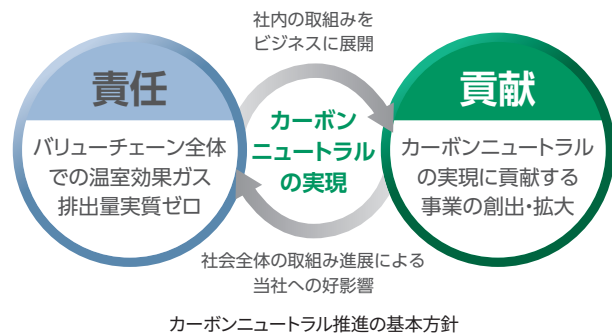 社内の取組みを
ビジネスに展開
責任
バリューチェーン全体
での温室効果ガス
排出量実質ゼロ
カーボン
ニュートラル
の実現
貢献
カーボンニュートラル
の実現に貢献する
事業の創出・拡大
社会全体の取組み進展による
当社への好影響
カーボンニュートラル推進の基本方針